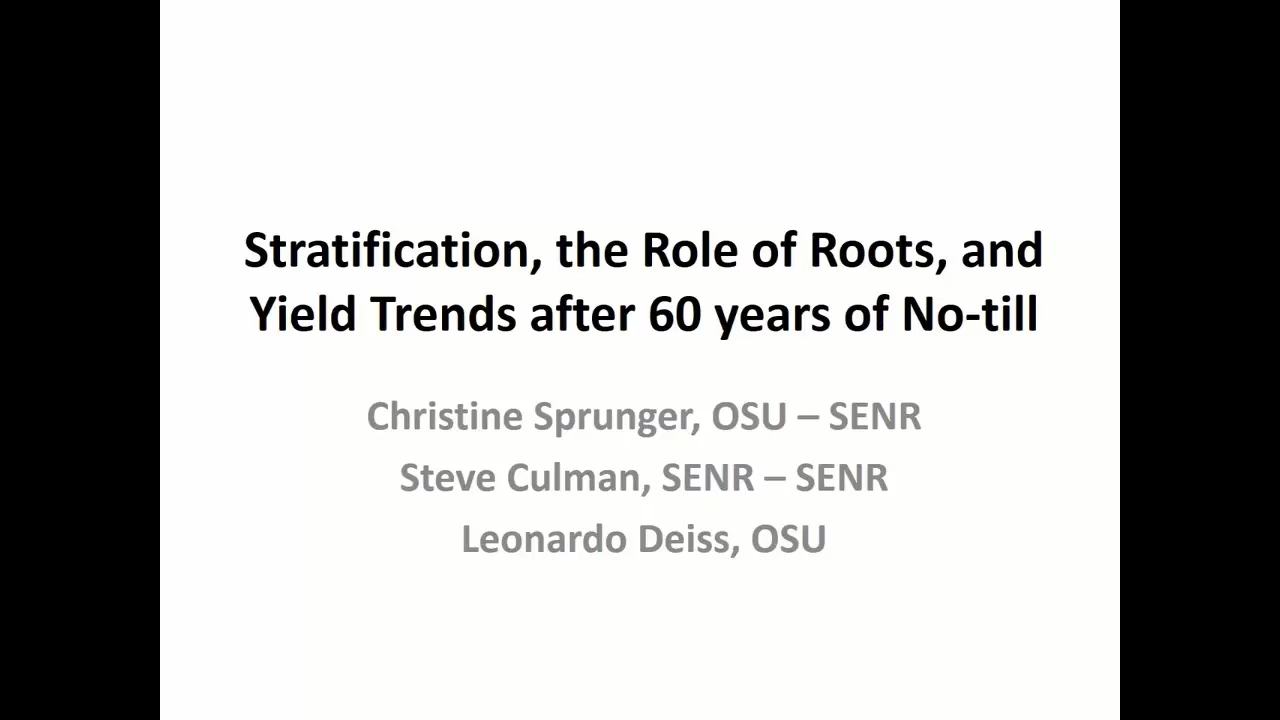 Stratification, the Role of Roots, and
Yield Trends after 60 years of No-till
Christine Sprunger, OSU – SENR
Steve Culman, SENR – SENR
Leonardo Deiss, OSU